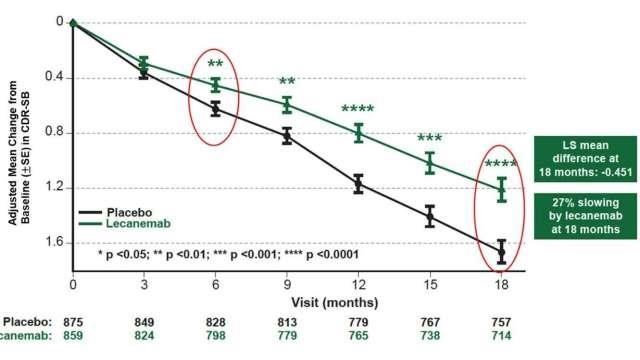 Adjusted Mean Change from
Baseline (±SE) in CDR-SB
0
0.4
0.8
1.2
1.6
**
**
****
***
****
Placebo
Lecanemab
* p <0.05; ** p <0.01; *** p <0.001; **** p <0.0001
0 3 6 9 12 15 18
Visit (months)
LS mean
difference at
18 months: -0.451
27% slowing
by lecanemab
at 18 months
Placebo: 875 849 828 813 779 767 757
canemab: 859 824 798 779 765 738 714